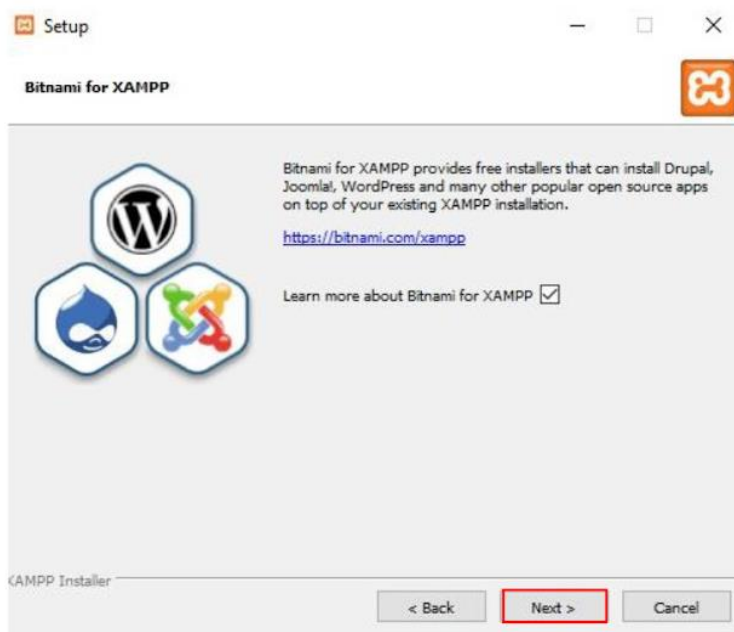 Setup
Bitnami for XAMPP
Bitnami for XAMPP provides free installers that can install Drupal,
Joomla!, WordPress and many other popular open source apps
on top of your existing XAMPP installation.
https://bitnami.com/xampp
Learn more about Bitnami for XAMPP
XAMPP Installer
< Back
Next >
Cancel